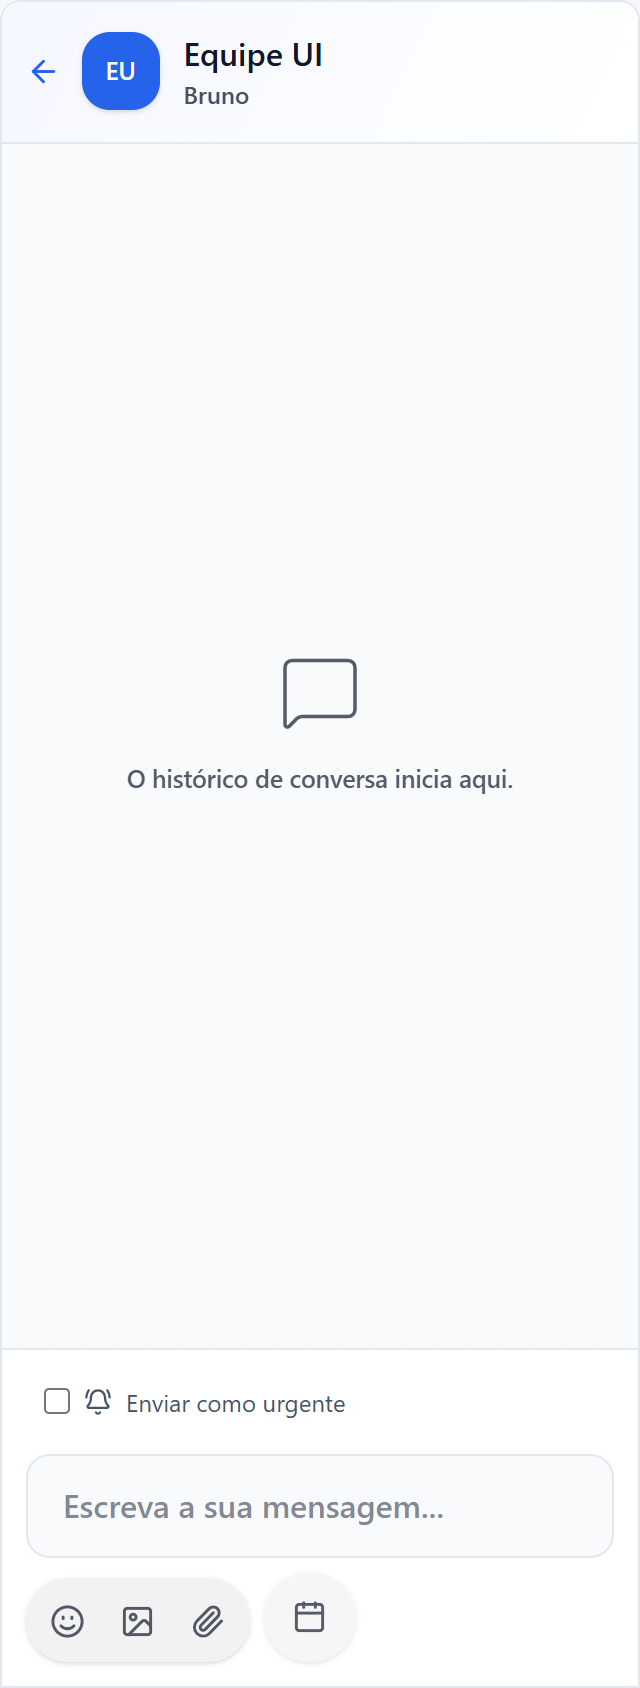 EU
Equipe UI
Bruno
O histórico de conversa inicia aqui.
Enviar como urgente
Escreva a sua mensagem...